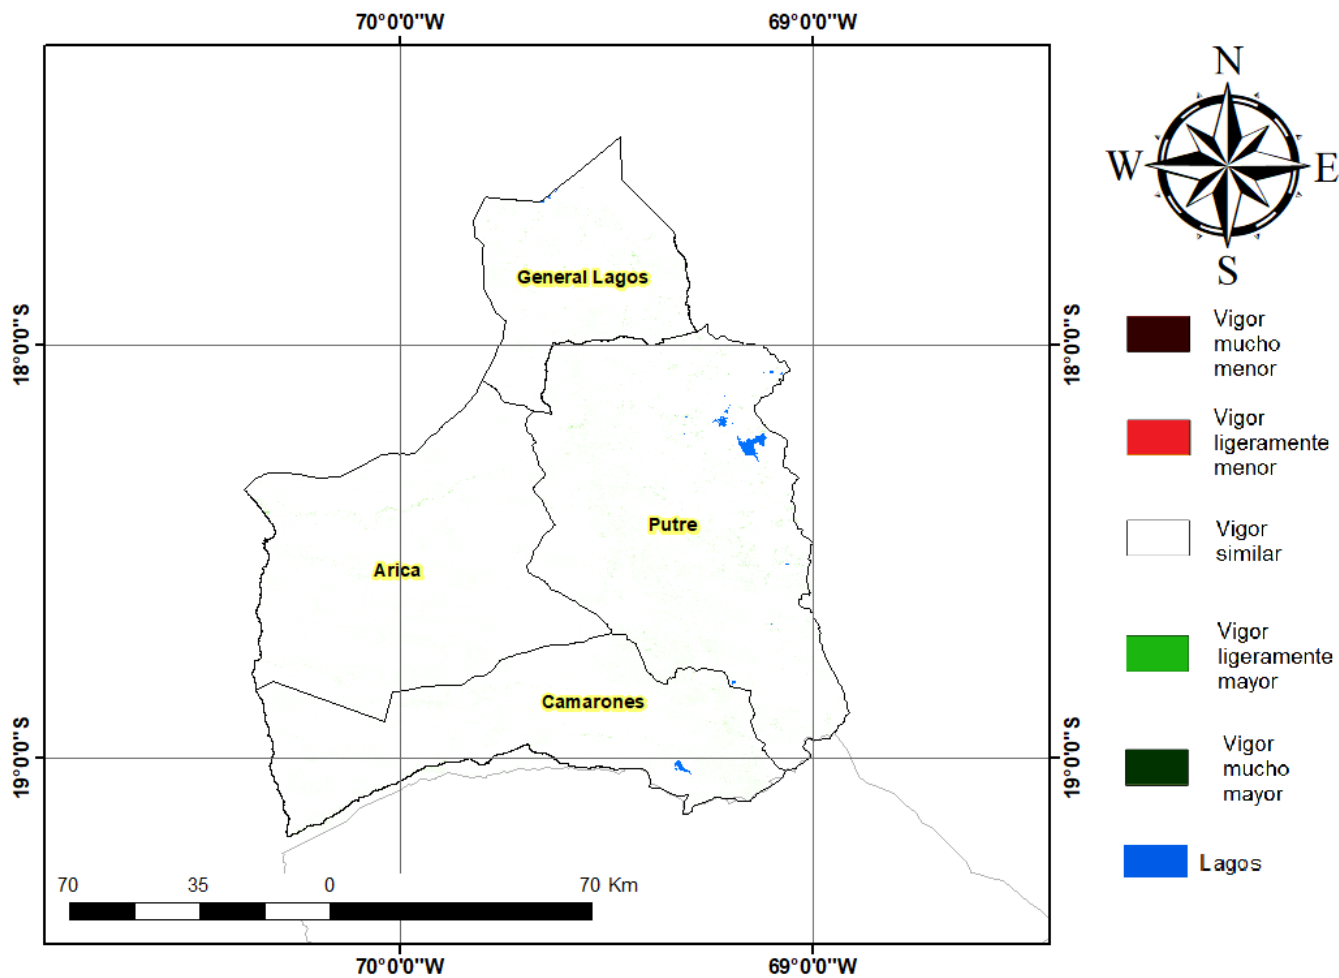 70°0'0"W
69°0'0"W
N
W
E
S
18°0'0"S
18°0'0"S
19°0'0"S
19°0'0"S
General Lagos
Putre
Arica
Camarones
Vigor
mucho
menor
Vigor
ligeramente
menor
Vigor
similar
Vigor
ligeramente
mayor
Vigor
mucho
mayor
Lagos
70
35
0
70 Km
70°0'0"W
69°0'0"W